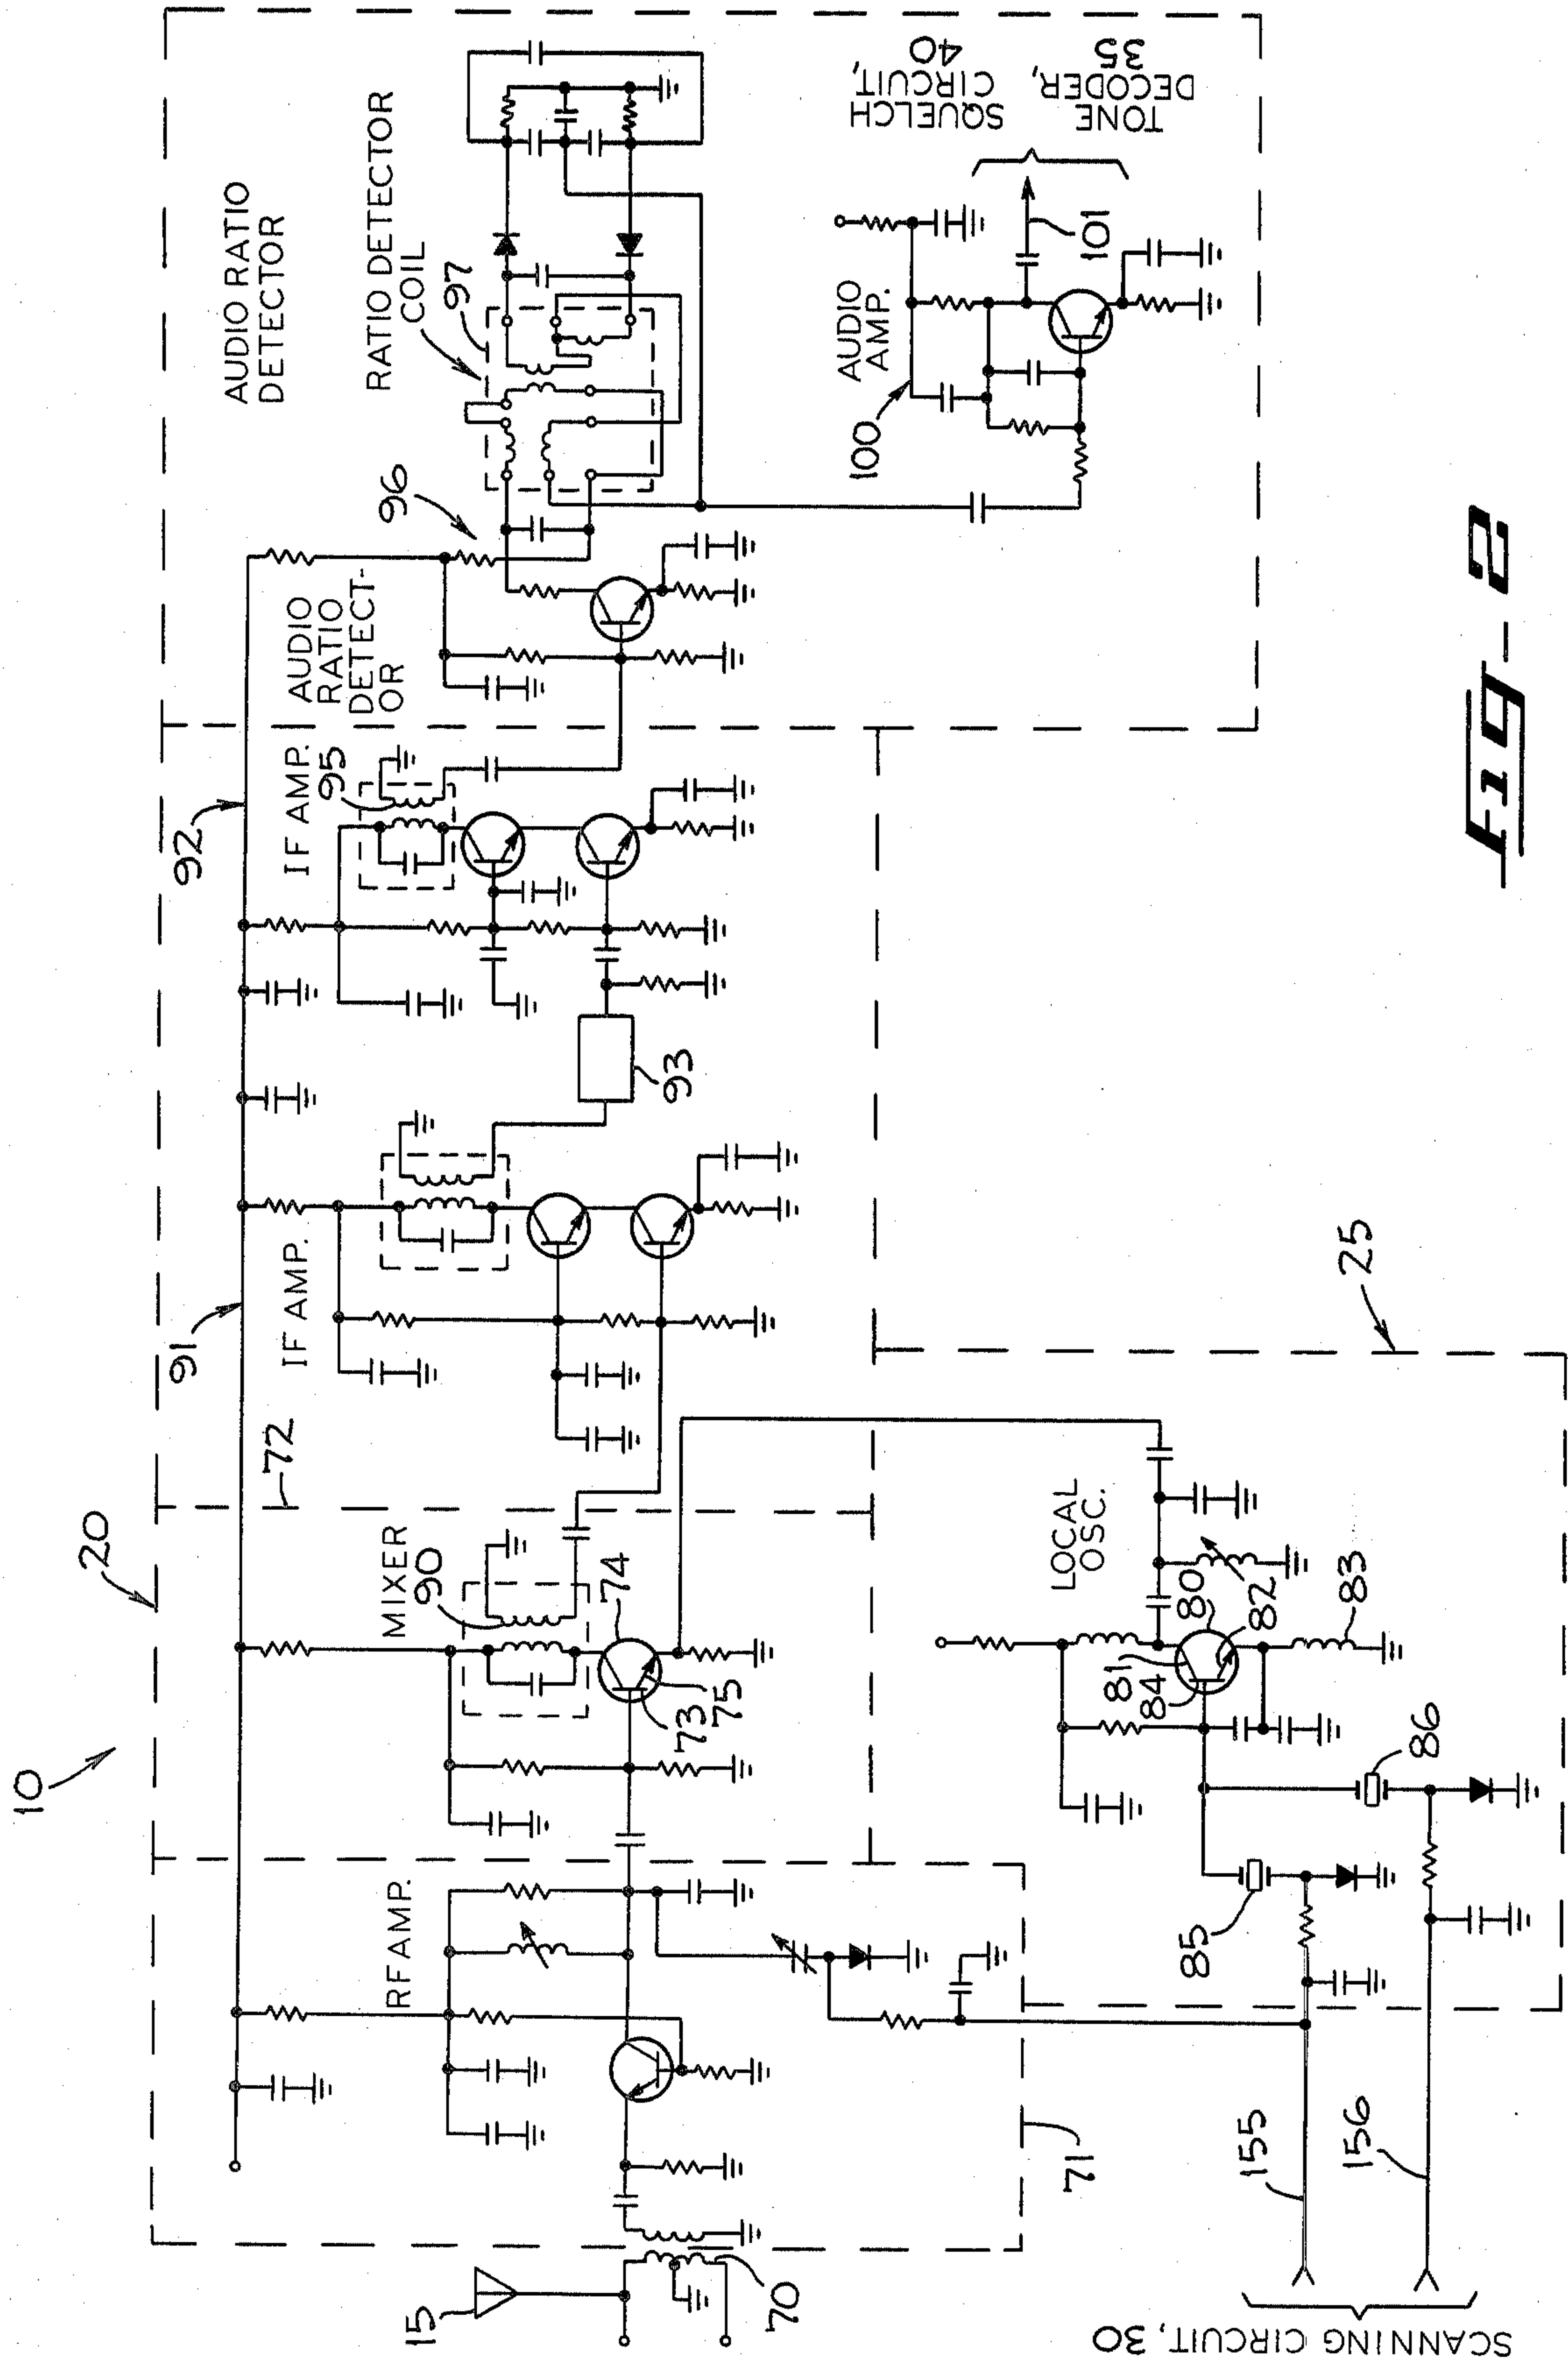 10
20
92
91
72
AUDIO RATIO
DETECTOR
RATIO DETECTOR
COIL
97
96
AUDIO
RATIO
DETECT-
OR
IF AMP.
95
93
IF AMP.
MIXER
90
74
73
75
RF AMP.
15
70
71
AUDIO
AMP.
100
101
SQUELCH
CIRCUIT,
40
TONE
DECODER,
35
LOCAL
OSC.
80
81
82
83
84
85
86
25
155
156
SCANNING CIRCUIT, 30
Fig-2